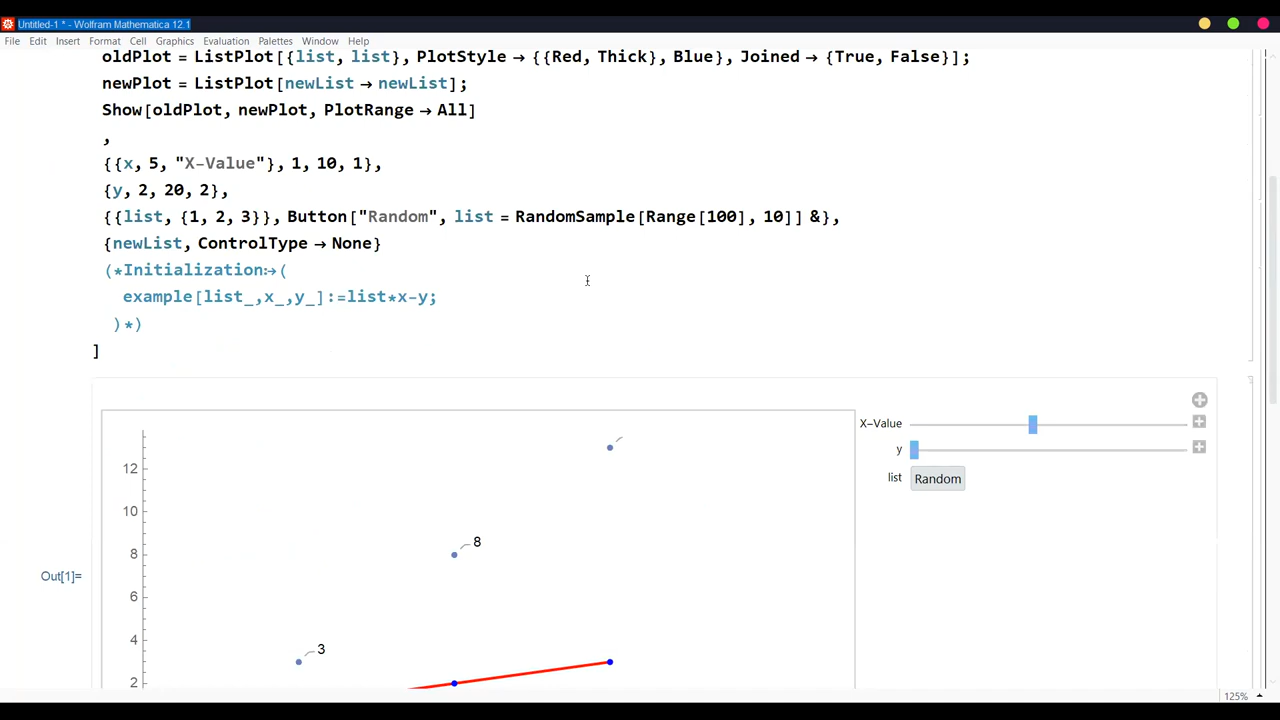 Untitled-1 * - Wolfram Mathematica 12.1
File Edit Insert Format Cell Graphics Evaluation Palettes Window Help
oldPlot = ListPlot[{list, list}, PlotStyle → {{Red, Thick}, Blue}, Joined → {True, False}];
newPlot = ListPlot[newList → newList];
Show[oldPlot, newPlot, PlotRange → All]
,
{{x, 5, "X-Value"}, 1, 10, 1},
{y, 2, 20, 2},
{{list, {1, 2, 3}}, Button["Random", list = RandomSample[Range[100], 10]] &},
{newList, ControlType → None}
(*Initialization:→(
example[list_,x_,y_]:=list*x-y;
)*)
]
X-Value
y
list Random
12
10
8
6
4
2
8
3
Out[1]=
125%